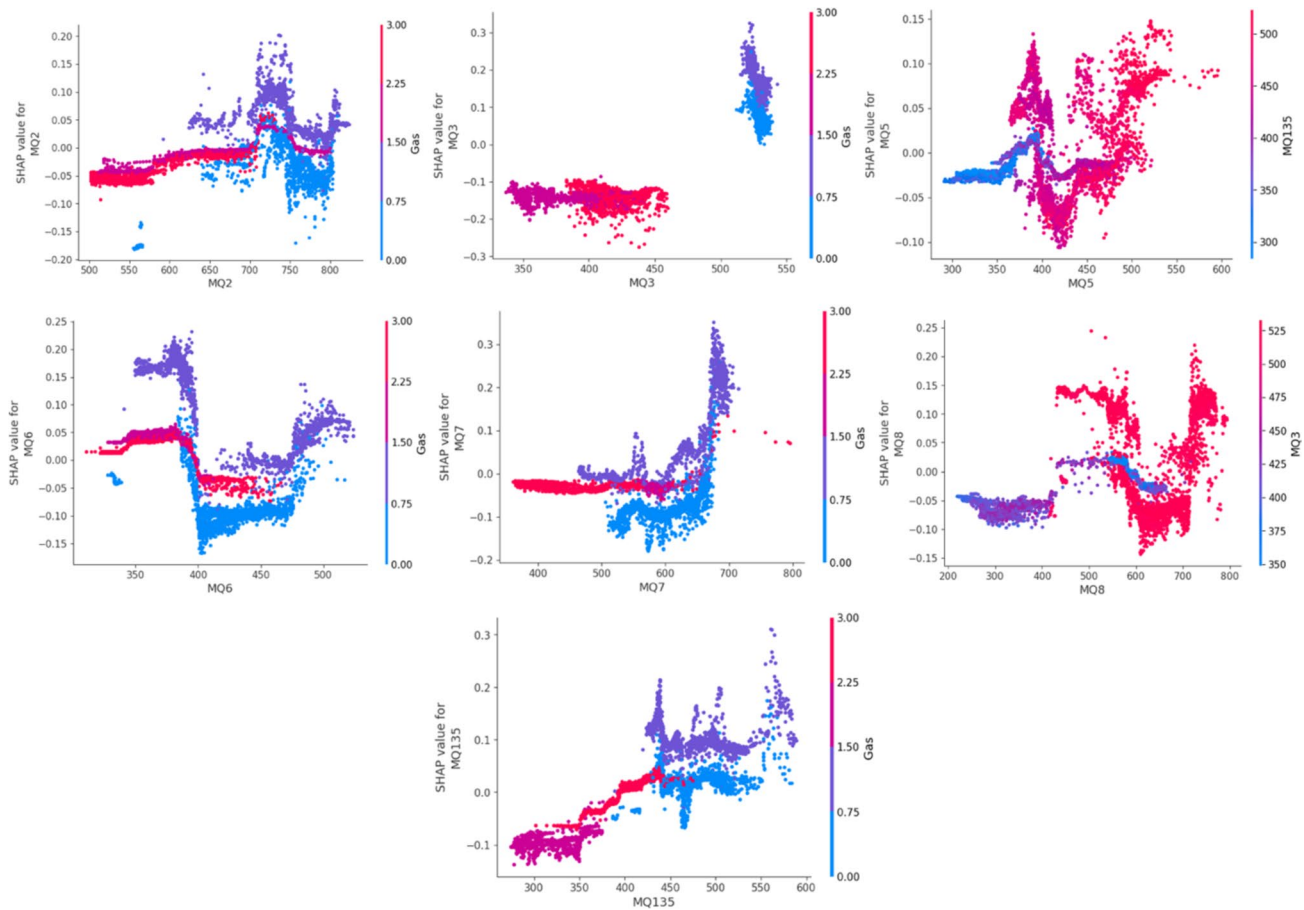 0.20
0.15
0.10
0.05
0.00
−0.05
−0.10
−0.15
−0.20
SHAP value for
MQ2
500 550 600 650 700 750 800
MQ2
3.00
2.25
1.50
0.75
0.00
Gas
0.3
0.2
0.1
0.0
−0.1
−0.2
−0.3
SHAP value for
MQ3
350 400 450 500 550
MQ3
3.00
2.25
1.50
0.75
0.00
Gas
0.15
0.10
0.05
0.00
−0.05
−0.10
SHAP value for
MQ5
300 350 400 450 500 550 600
MQ5
500
450
400
350
300
MQ135
0.25
0.20
0.15
0.10
0.05
0.00
−0.05
−0.10
−0.15
SHAP value for
MQ6
350 400 450 500
MQ6
3.00
2.25
1.50
0.75
0.00
Gas
0.3
0.2
0.1
0.0
−0.1
−0.2
SHAP value for
MQ7
400 500 600 700 800
MQ7
3.00
2.25
1.50
0.75
0.00
Gas
0.25
0.20
0.15
0.10
0.05
0.00
−0.05
−0.10
−0.15
SHAP value for
MQ8
200 300 400 500 600 700 800
MQ8
525
500
475
450
425
400
375
350
MQ3
0.3
0.2
0.1
0.0
−0.1
SHAP value for
MQ135
300 350 400 450 500 550 600
MQ135
3.00
2.25
1.50
0.75
0.00
Gas